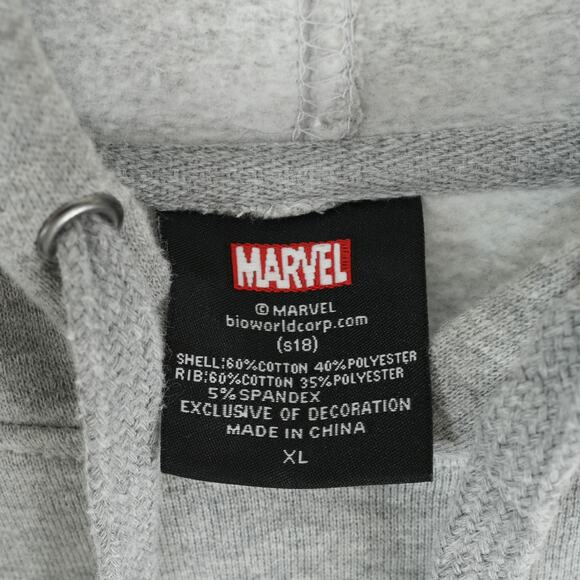 MARVEL
© MARVEL
bioworldcorp.com
(s18)
SHELL:60%COTTON 40%POLYESTER
RIB:60%COTTON 35%POLYESTER
5%SPANDEX
EXCLUSIVE OF DECORATION
MADE IN CHINA
XL